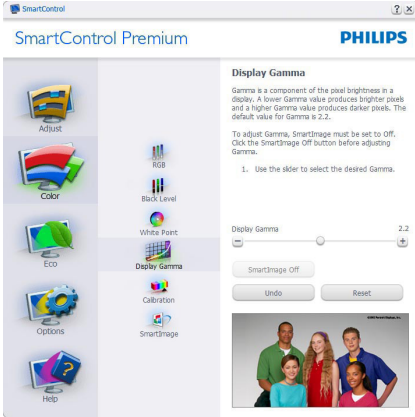 SmartControl
SmartControl Premium
PHILIPS
Adjust
Color
Eco
Options
Help
RGB
Black Level
White Point
Display Gamma
Calibration
SmartImage
Display Gamma
Gamma is a component of the pixel brightness in a
display. A lower Gamma value produces brighter pixels
and a higher Gamma value produces darker pixels. The
default value for Gamma is 2.2.
To adjust Gamma, SmartImage must be set to Off.
Click the SmartImage Off button before adjusting
Gamma.
1. Use the slider to select the desired Gamma.
Display Gamma 2.2
SmartImage Off
Undo Reset